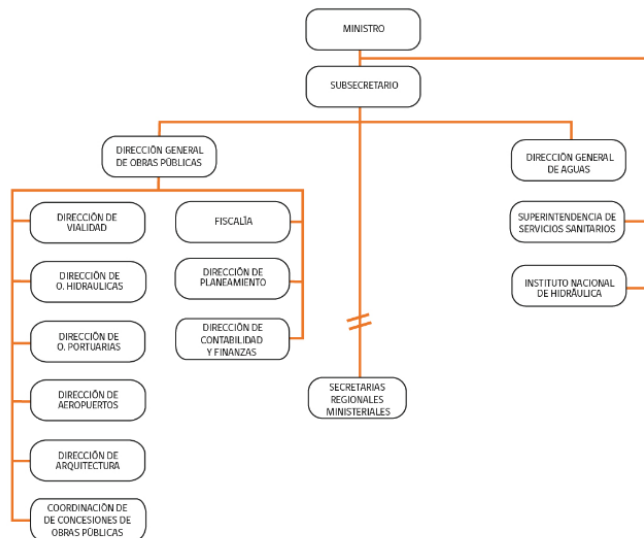 MINISTRO
SUBSECRETARIO
DIRECCIÓN GENERAL
DE OBRAS PÚBLICAS
DIRECCIÓN DE
VIALIDAD
DIRECCIÓN DE
O. HIDRAULICAS
DIRECCIÓN DE
O. PORTUARIAS
DIRECCIÓN DE
AEROPUERTOS
DIRECCIÓN DE
ARQUITECTURA
COORDINACIÓN DE
DE CONCESIONES DE
OBRAS PÚBLICAS
FISCALÌA
DIRECCIÓN DE
PLANEAMIENTO
DIRECCIÓN DE
CONTABILIDAD
Y FINANZAS
SECRETARIAS
REGIONALES
MINISTERIALES
DIRECCIÓN GENERAL
DE AGUAS
SUPERINTENDENCIA DE
SERVICIOS SANITARIOS
INSTITUTO NACIONAL
DE HIDRÁULICA